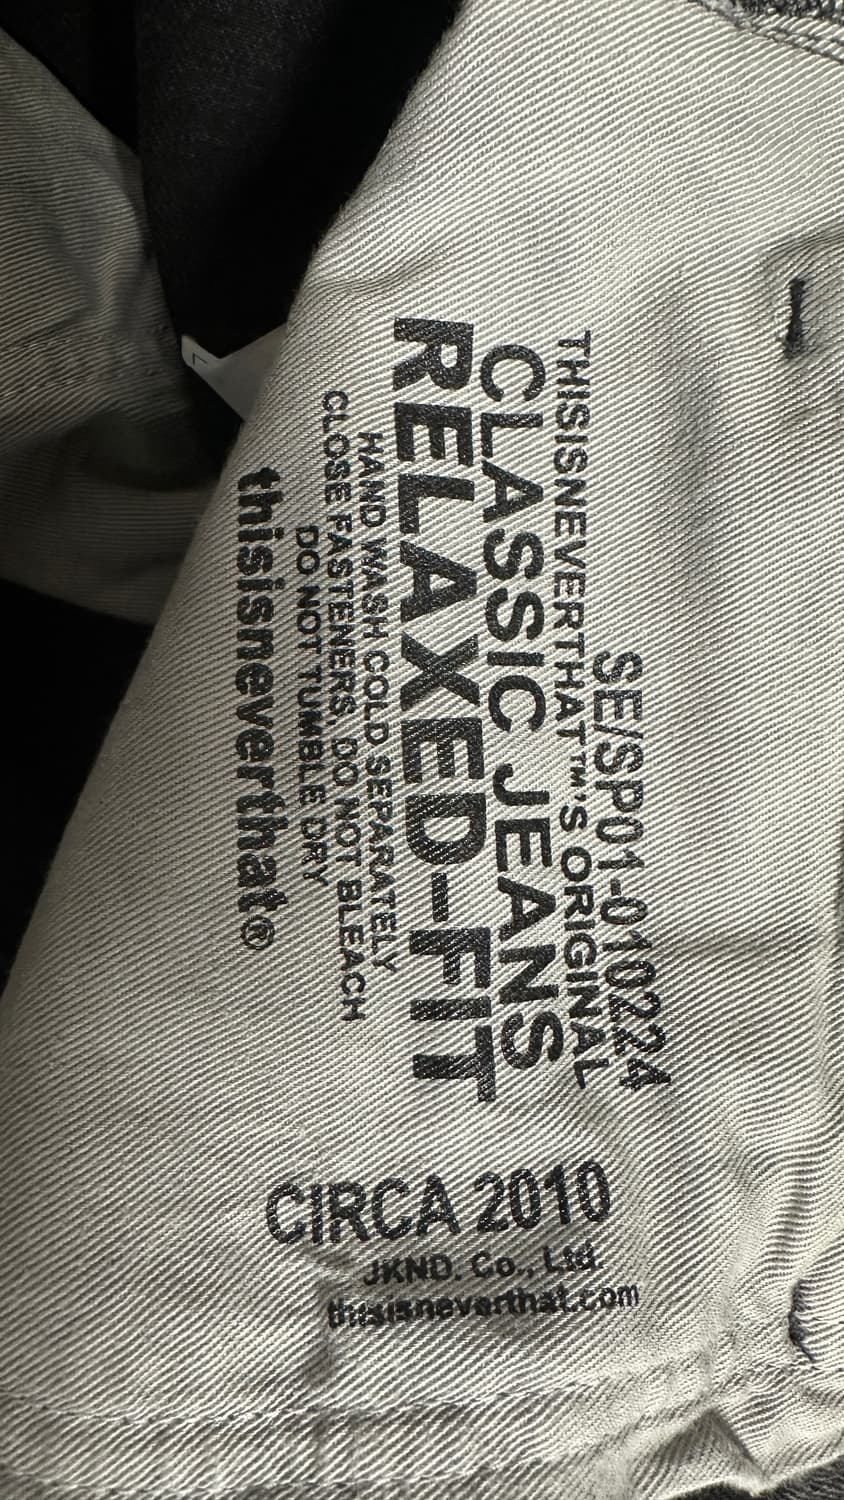 SE/SP01-010224
THISISNEVERTHAT™'S ORIGINAL
CLASSIC JEANS
RELAXED-FIT
HAND WASH COLD SEPARATELY
CLOSE FASTENERS, DO NOT BLEACH
DO NOT TUMBLE DRY
thisisneverthat®
CIRCA 2010
JKND. Co., Ltd.
thisisneverthat.com